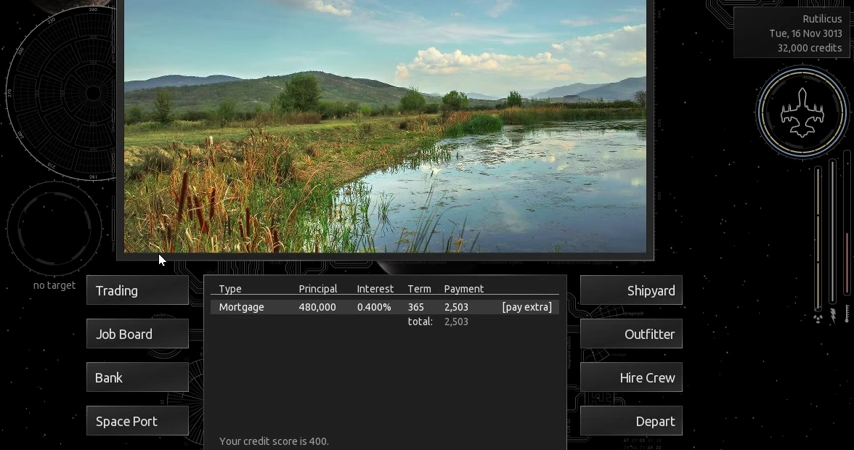 Rutilicus
Tue, 16 Nov 3013
32,000 credits
no target
Trading
Job Board
Bank
Space Port
Type Principal Interest Term Payment
Mortgage 480,000 0.400% 365 2,503 [pay extra]
total: 2,503
Your credit score is 400.
Shipyard
Outfitter
Hire Crew
Depart